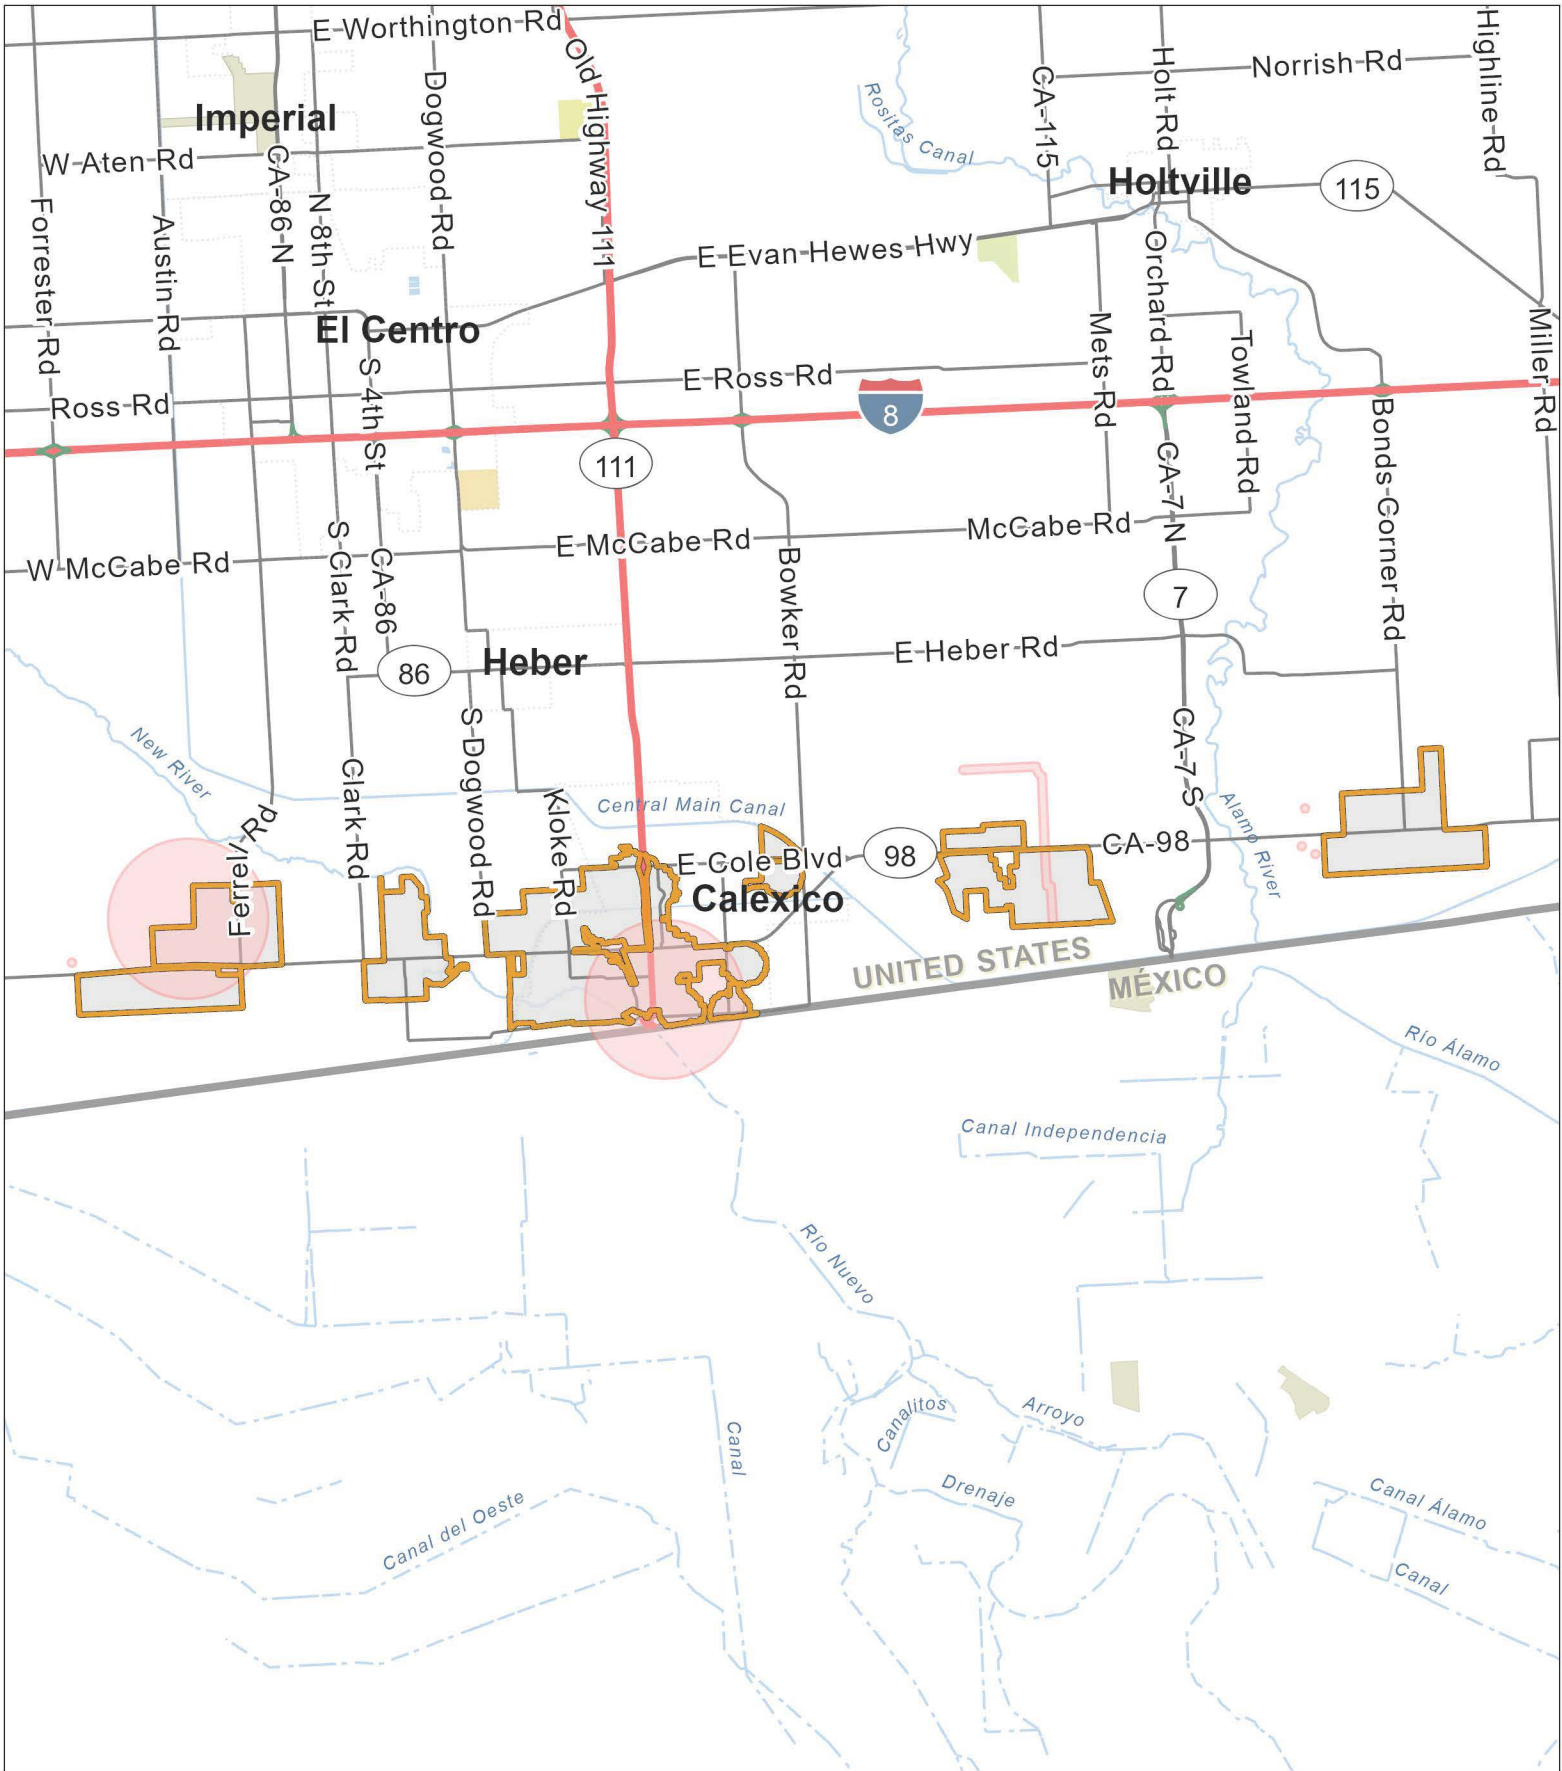 E Worthington Rd
Old Highway 111
Highline Rd
Dogwood Rd
CA-115
Holt Rd
Norrish Rd
Rositas Canal
Imperial
W Aten Rd
CA-86 N
N 8th St
Holtville
115
Forrester Rd
Austin Rd
E Evan Hewes Hwy
Orchard Rd
El Centro
Mets Rd
Towland Rd
Miller Rd
S 4th St
E Ross Rd
Ross Rd
8
Bonds Corner Rd
111
CA-7 N
E McCabe Rd
McCabe Rd
W McCabe Rd
S Clark Rd
CA-86
Bowker Rd
7
Heber
86
E Heber Rd
S Dogwood Rd
CA-7 S
New River
Clark Rd
Kloke Rd
Central Main Canal
Alamo River
Ferrell Rd
E Cole Blvd
98
CA-98
Calexico
UNITED STATES
MÉXICO
Río Álamo
Canal Independencia
Río Nuevo
Canalitos
Arroyo
Canal
Drenaje
Canal del Oeste
Canal Álamo
Canal